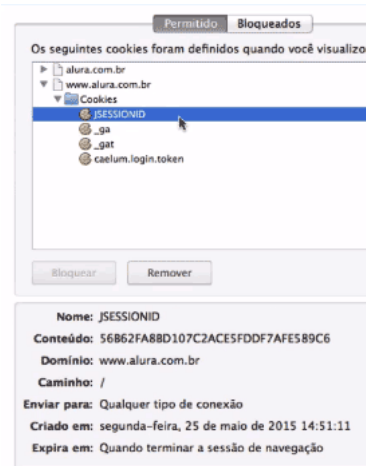 Permitido Bloqueados
Os seguintes cookies foram definidos quando você visualizo
alura.com.br
www.alura.com.br
Cookies
JSESSIONID
_ga
_gat
caelum.login.token
Bloquear Remover
Nome: JSESSIONID
Conteúdo: 56B62FA88D107C2ACE5FDDF7AFE589C6
Domínio: www.alura.com.br
Caminho: /
Enviar para: Qualquer tipo de conexão
Criado em: segunda-feira, 25 de maio de 2015 14:51:11
Expira em: Quando terminar a sessão de navegação